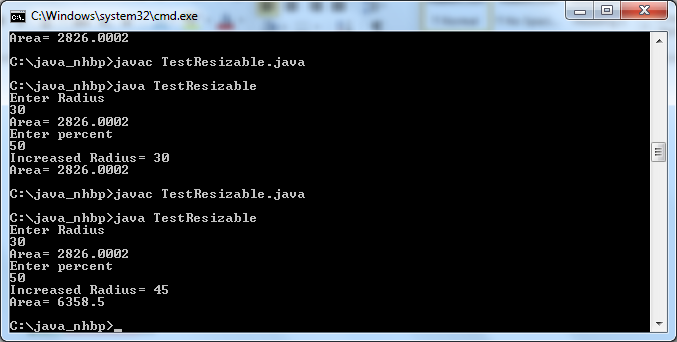 C:\Windows\system32\cmd.exe
Area= 2826.0002
C:\java_nhbp>javac TestResizable.java
C:\java_nhbp>java TestResizable
Enter Radius
30
Area= 2826.0002
Enter percent
50
Increased Radius= 30
Area= 2826.0002
C:\java_nhbp>javac TestResizable.java
C:\java_nhbp>java TestResizable
Enter Radius
30
Area= 2826.0002
Enter percent
50
Increased Radius= 45
Area= 6358.5
C:\java_nhbp>_